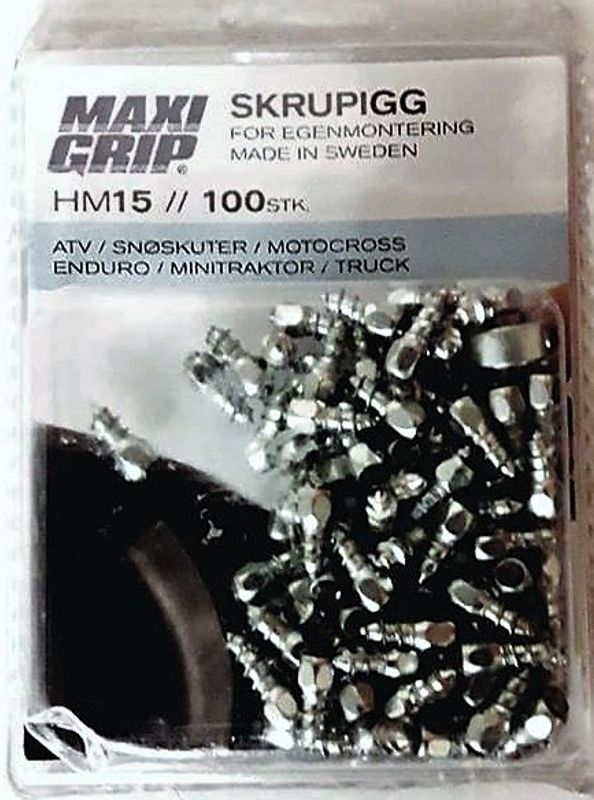 MAXI
GRIP®
SKRUPIGG
FOR EGENMONTERING
MADE IN SWEDEN
HM15 // 100STK.
ATV / SNØSKUTER / MOTOCROSS
ENDURO / MINITRAKTOR / TRUCK